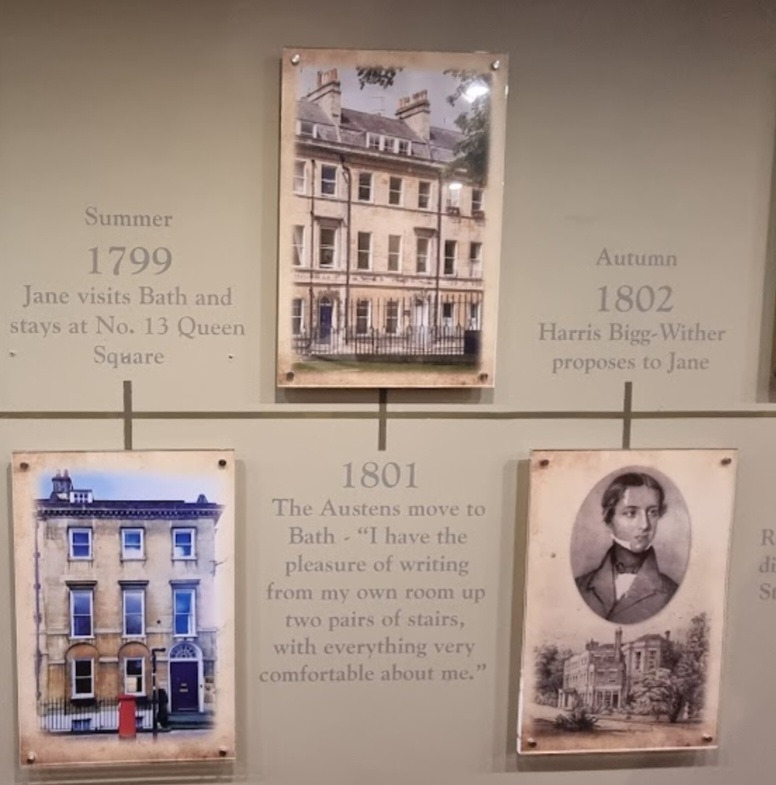 Summer
1799
Jane visits Bath and
stays at No. 13 Queen
Square
1801
The Austens move to
Bath - “I have the
pleasure of writing
from my own room up
two pairs of stairs,
with everything very
comfortable about me.”
Autumn
1802
Harris Bigg-Wither
proposes to Jane